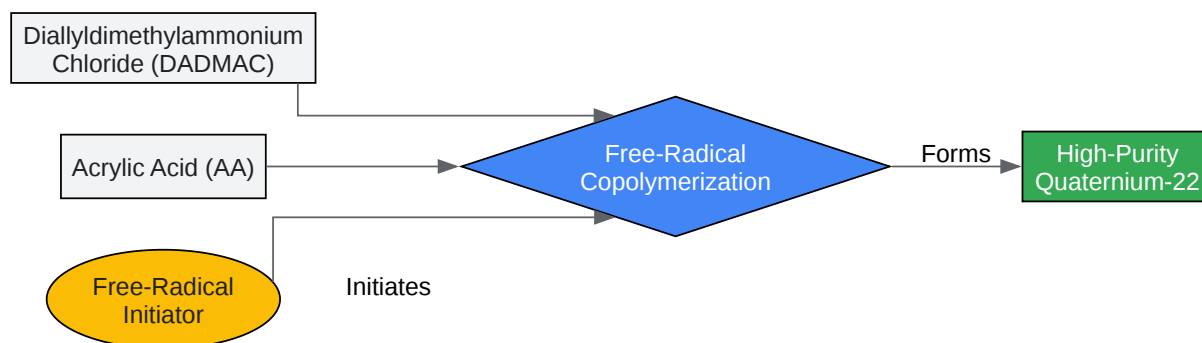 Diallyldimethylammonium
Chloride (DADMAC)
Acrylic Acid (AA)
Free-Radical
Initiator
Initiates
Free-Radical
Copolymerization
Forms
High-Purity
Quaternium-22